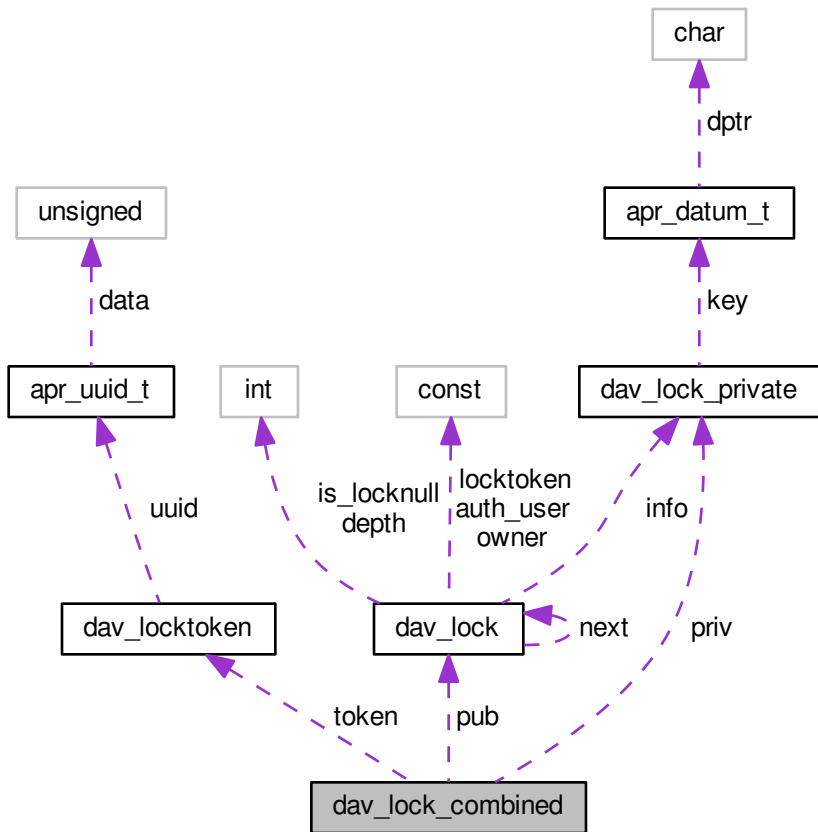 char
dptr
unsigned
apr_datum_t
data
key
apr_uuid_t
int
const
dav_lock_private
uuid
is_locknull
depth
locktoken
auth_user
owner
info
dav_locktoken
dav_lock
next
priv
token
pub
dav_lock_combined